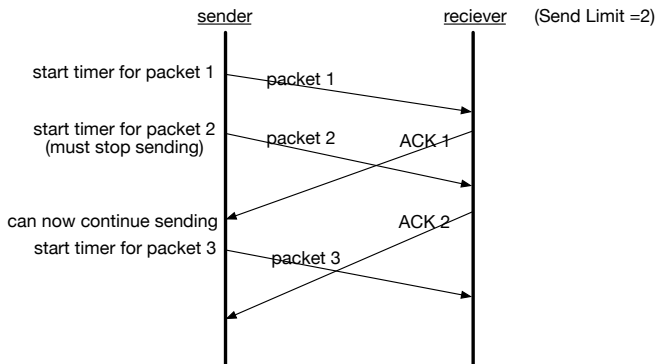 sender
reciever
(Send Limit =2)
start timer for packet 1
packet 1
start timer for packet 2
(must stop sending)
packet 2
ACK 1
can now continue sending
ACK 2
start timer for packet 3
packet 3